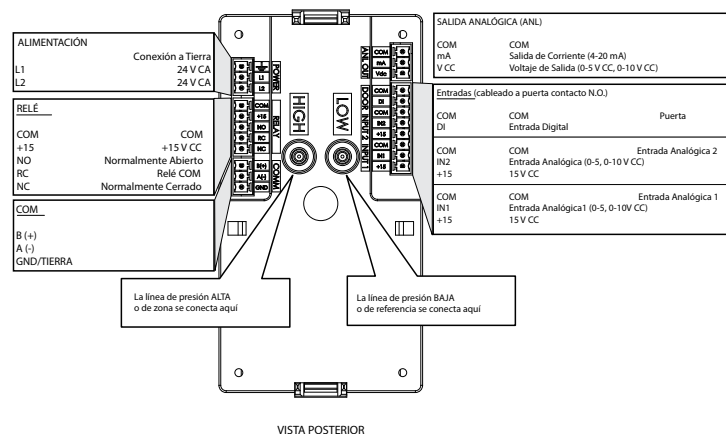 ALIMENTACIÓN
Conexión a Tierra
L1 24 V CA
L2 24 V CA
RELÉ
COM COM
+15 +15 V CC
NO Normalmente Abierto
RC Relé COM
NC Normalmente Cerrado
COM
B (+)
A (-)
GND/TIERRA
L1
L2
POWER
COM
+15
NO
RC
NC
RELAY
B(+)
A(-)
GND
COMM
HIGH
LOW
COM
mA
Vdc
ANL OUT
COM
DI
DOOR
COM
IN2
+15
INPUT 2
COM
IN1
+15
INPUT 1
SALIDA ANALÓGICA (ANL)
COM COM
mA Salida de Corriente (4-20 mA)
V CC Voltaje de Salida (0-5 V CC, 0-10 V CC)
Entradas (cableado a puerta contacto N.O.)
COM COM Puerta
DI Entrada Digital
COM COM Entrada Analógica 2
IN2 Entrada Analógica (0-5, 0-10 V CC)
+15 15 V CC
COM COM Entrada Analógica 1
IN1 Entrada Analógica1 (0-5, 0-10V CC)
+15 15 V CC
La línea de presión ALTA
o de zona se conecta aquí
La línea de presión BAJA
o de referencia se conecta aquí
VISTA POSTERIOR